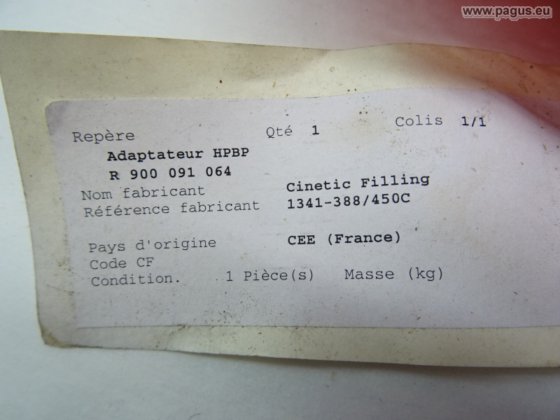 www.pagus.eu
Repère Qté 1 Colis 1/1
Adaptateur HPBP
R 900 091 064
Nom fabricant Cinetic Filling
Référence fabricant 1341-388/450C
Pays d'origine CEE (France)
Code CF
Condition. 1 Pièce(s) Masse (kg)